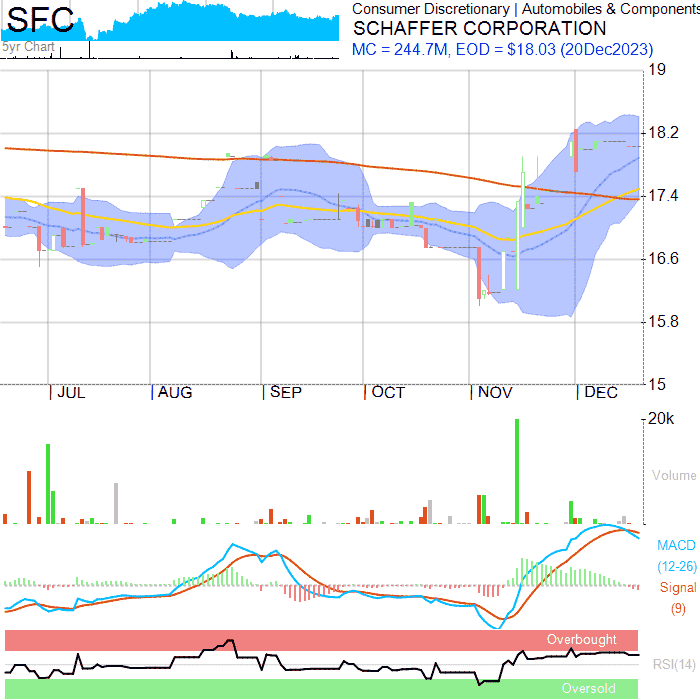 SFC
Consumer Discretionary | Automobiles & Components
SCHAFFER CORPORATION
MC = 244.7M, EOD = $18.03 (20Dec2023)
5yr Chart
19
18.2
17.4
16.6
15.8
15
JUL AUG SEP OCT NOV DEC
20k
Volume
MACD
(12-26)
Signal
(9)
Overbought
RSI(14)
Oversold